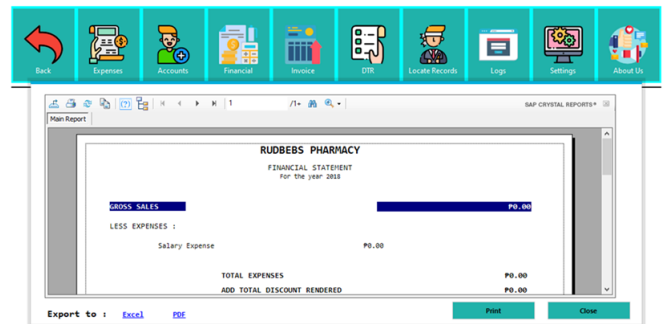 Back Expenses Accounts Financial Invoice DTR Locate Records Logs Settings About Us
1 /1+ SAP CRYSTAL REPORTS®
Main Report
RUDBEBS PHARMACY
FINANCIAL STATEMENT
For the year 2018
GROSS SALES ₱0.00
LESS EXPENSES :
Salary Expense ₱0.00
TOTAL EXPENSES ₱0.00
ADD TOTAL DISCOUNT RENDERED ₱0.00
Export to : Excel PDF Print Close